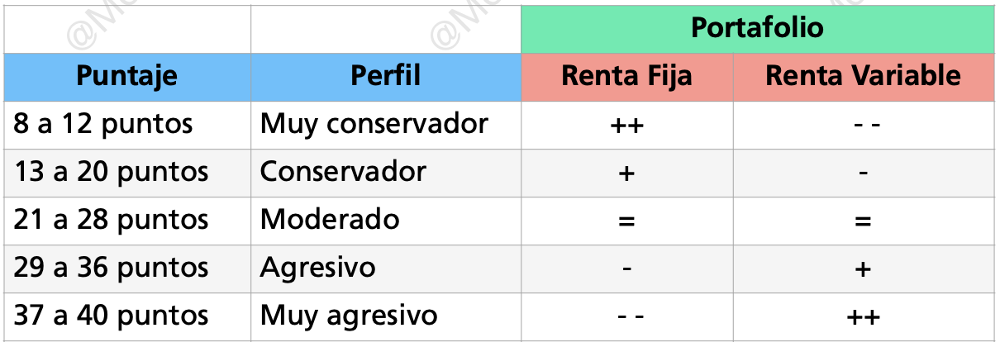 Portafolio
Puntaje Perfil Renta Fija Renta Variable
8 a 12 puntos Muy conservador ++ - -
13 a 20 puntos Conservador + -
21 a 28 puntos Moderado = =
29 a 36 puntos Agresivo - +
37 a 40 puntos Muy agresivo - - ++